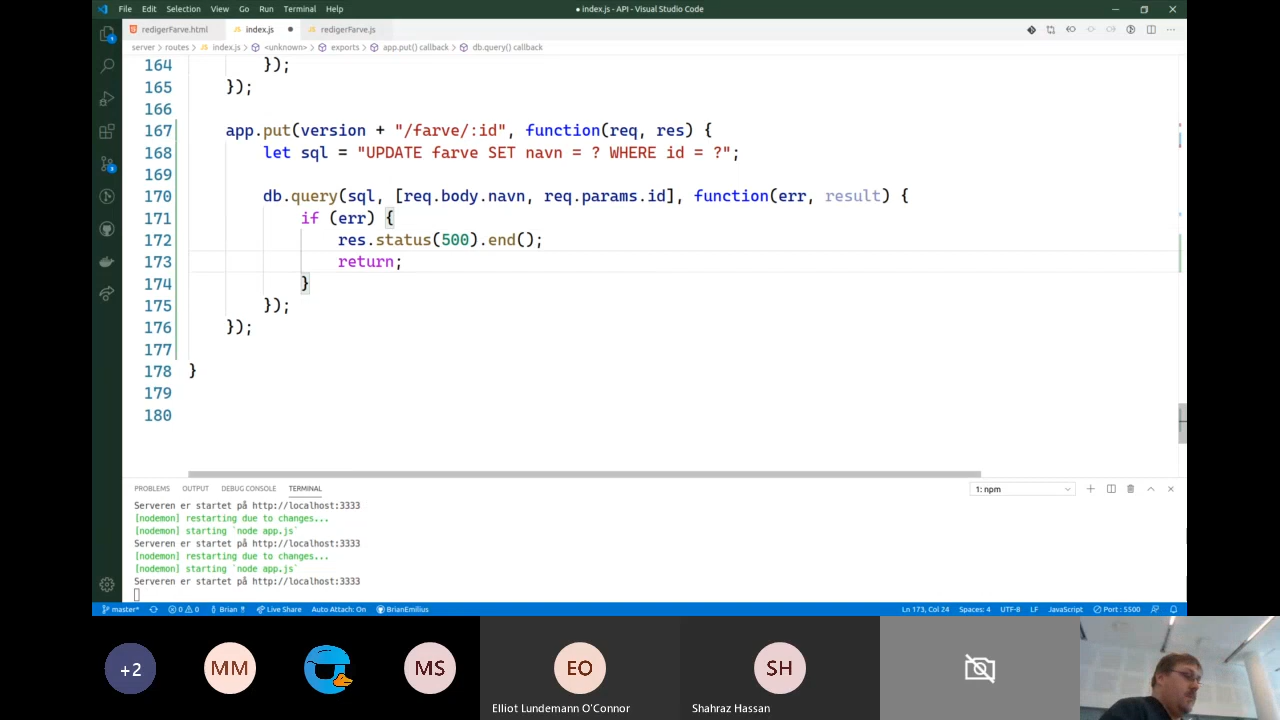 File Edit Selection View Go Run Terminal Help
● index.js - API - Visual Studio Code
redigerFarve.html index.js redigerFarve.js
server > routes > index.js > <unknown> > exports > app.put() callback > db.query() callback
164 });
165 });
166
167 app.put(version + "/farve/:id", function(req, res) {
168 let sql = "UPDATE farve SET navn = ? WHERE id = ?";
169
170 db.query(sql, [req.body.navn, req.params.id], function(err, result) {
171 if (err) {
172 res.status(500).end();
173 return;
174 }
175 });
176 });
177
178 }
179
180
PROBLEMS OUTPUT DEBUG CONSOLE TERMINAL
1: npm
Serveren er startet på http://localhost:3333
[nodemon] restarting due to changes...
[nodemon] starting `node app.js`
Serveren er startet på http://localhost:3333
[nodemon] restarting due to changes...
[nodemon] starting `node app.js`
Serveren er startet på http://localhost:3333
master* 0 0 Brian !! Live Share Auto Attach: On BrianEmilius
Ln 173, Col 24 Spaces: 4 UTF-8 LF JavaScript Port : 5500
+2 MM MS EO SH
Elliot Lundemann O'Connor Shahraz Hassan